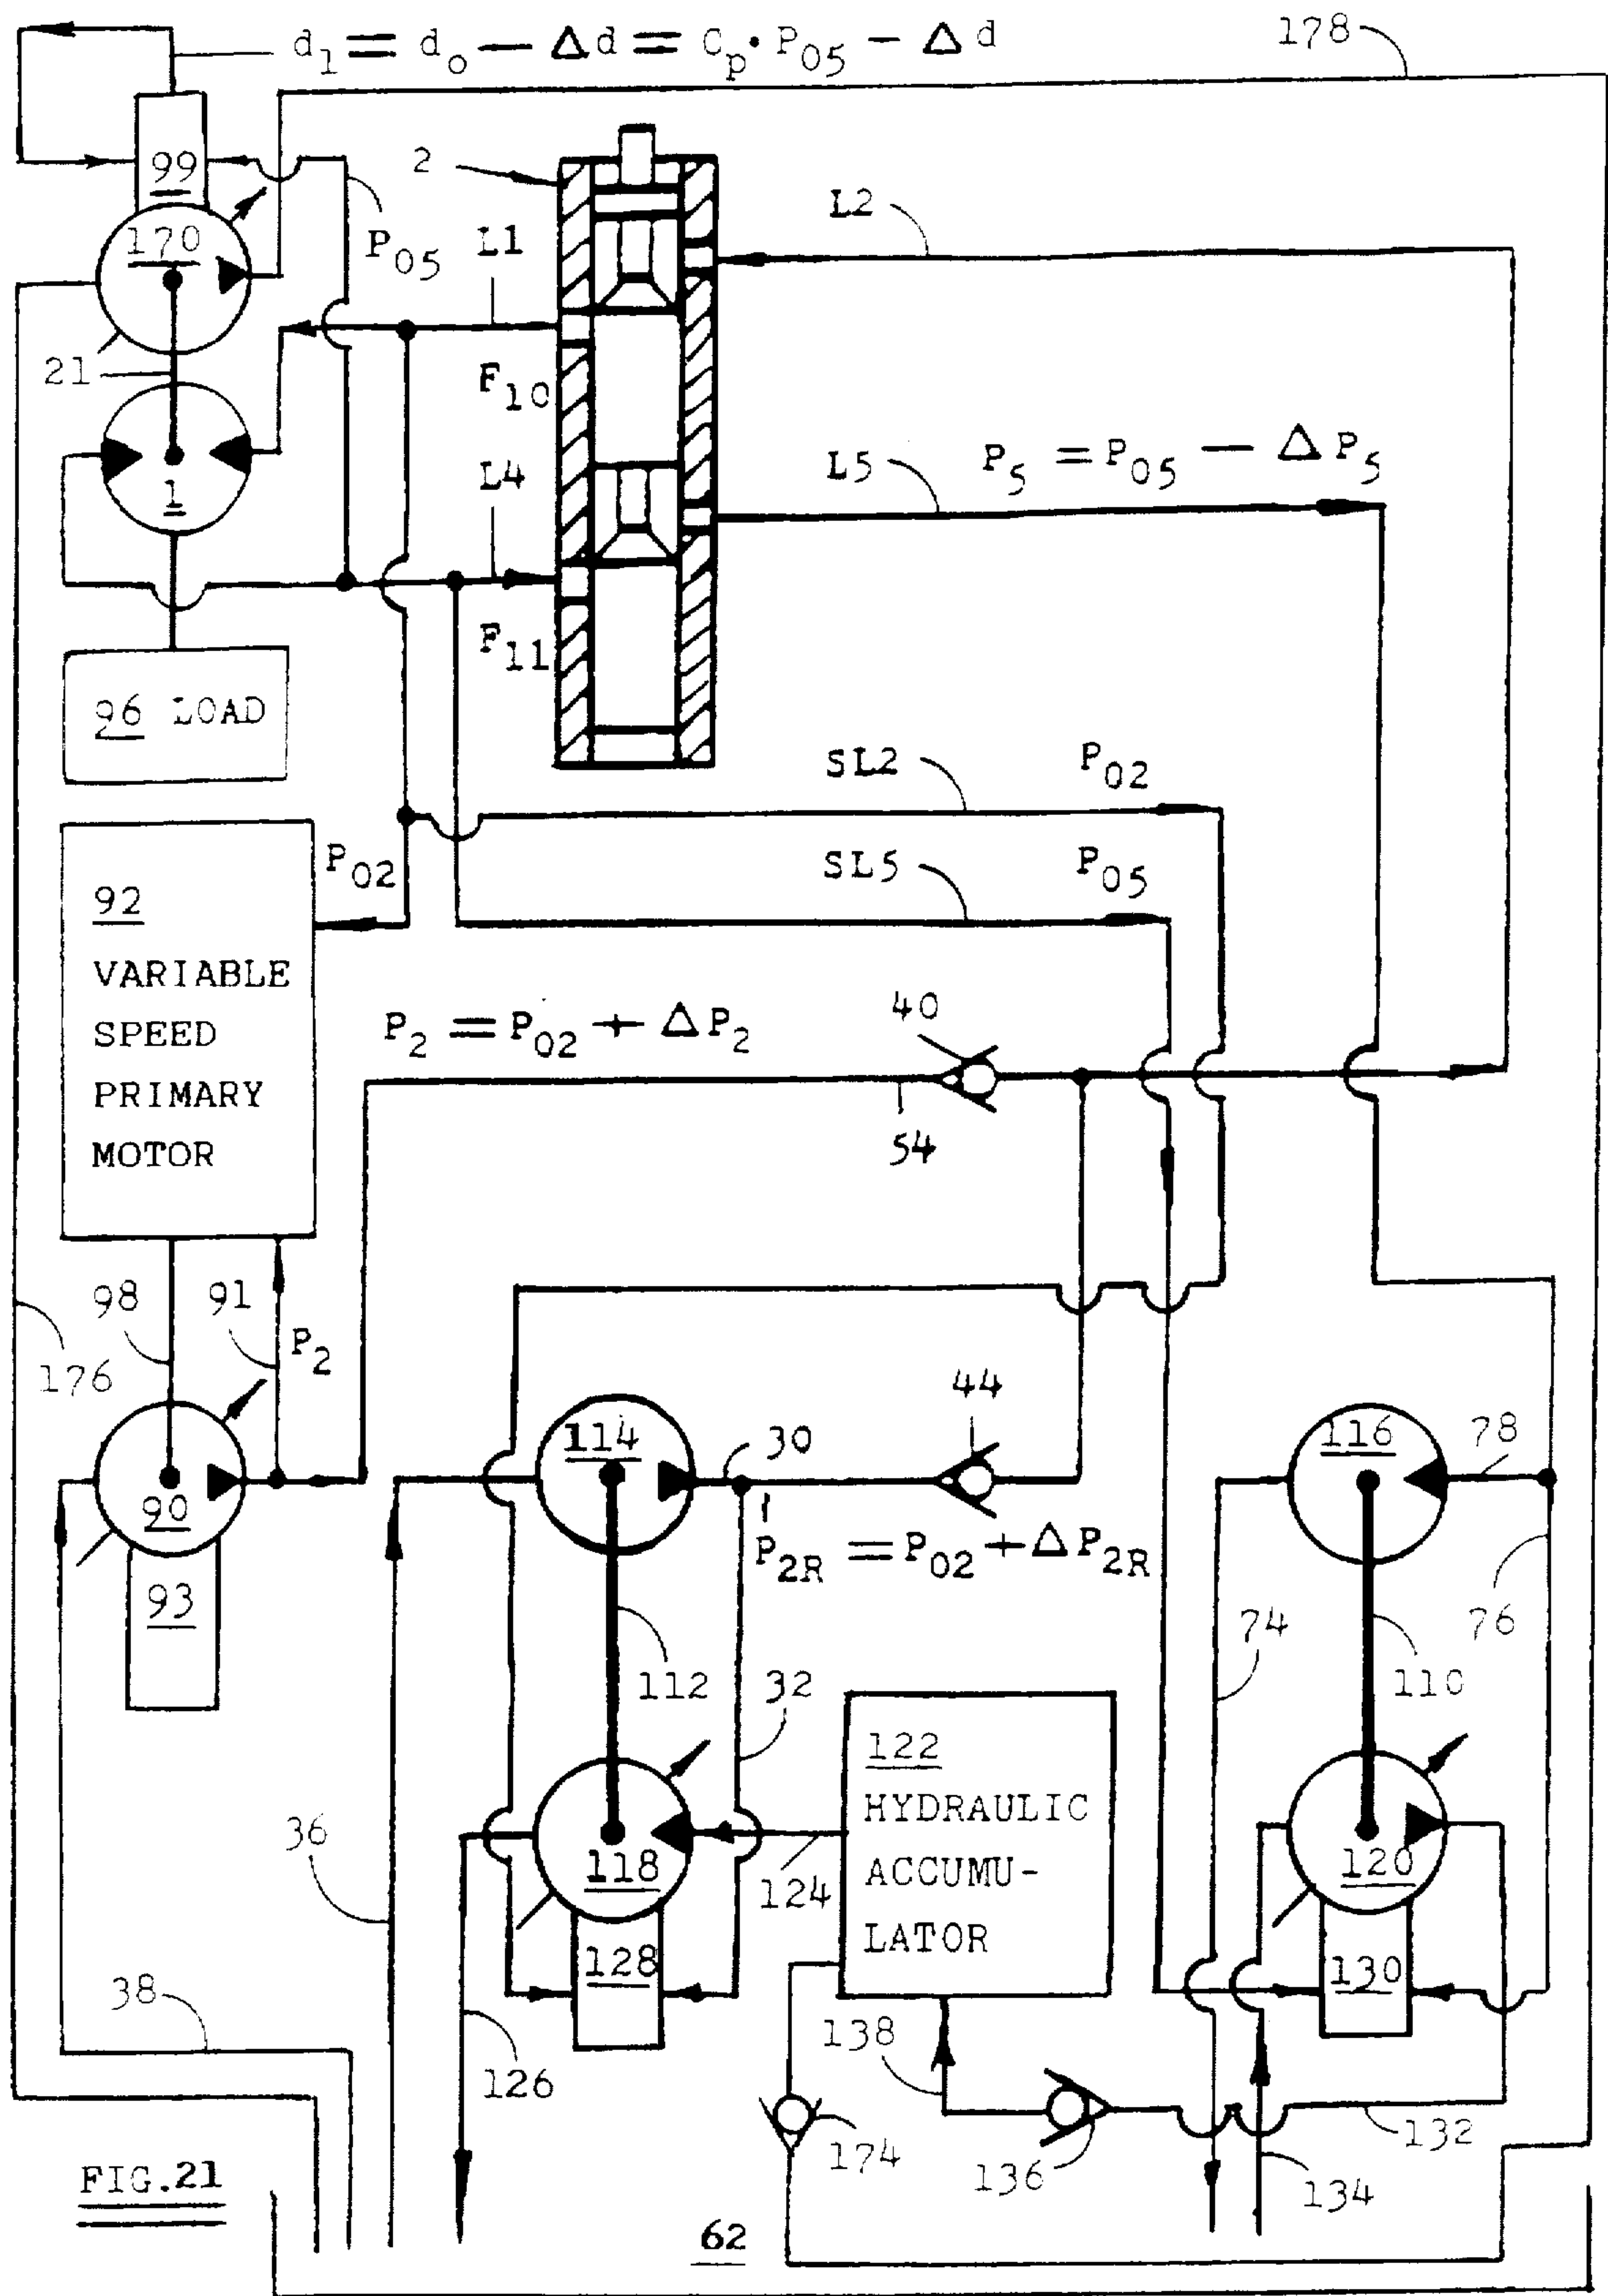 d₁ = d₀ — Δd = Cₚ·P₀₅ — Δd
178
99
2
170
P₀₅
L1
L2
21
F₁₀
1
L4
L5
P₅ = P₀₅ — ΔP₅
F₁₁
96 LOAD
SL2
P₀₂
P₀₂
SL5
P₀₅
92
VARIABLE
SPEED
PRIMARY
MOTOR
P₂ = P₀₂ + ΔP₂
40
54
98
91
P₂
176
44
114
30
116
78
90
P₂R = P₀₂ + ΔP₂R
93
74
76
112
32
110
122
HYDRAULIC
ACCUMU-
LATOR
36
118
124
120
128
130
38
138
126
174
136
132
134
FIG.21
62